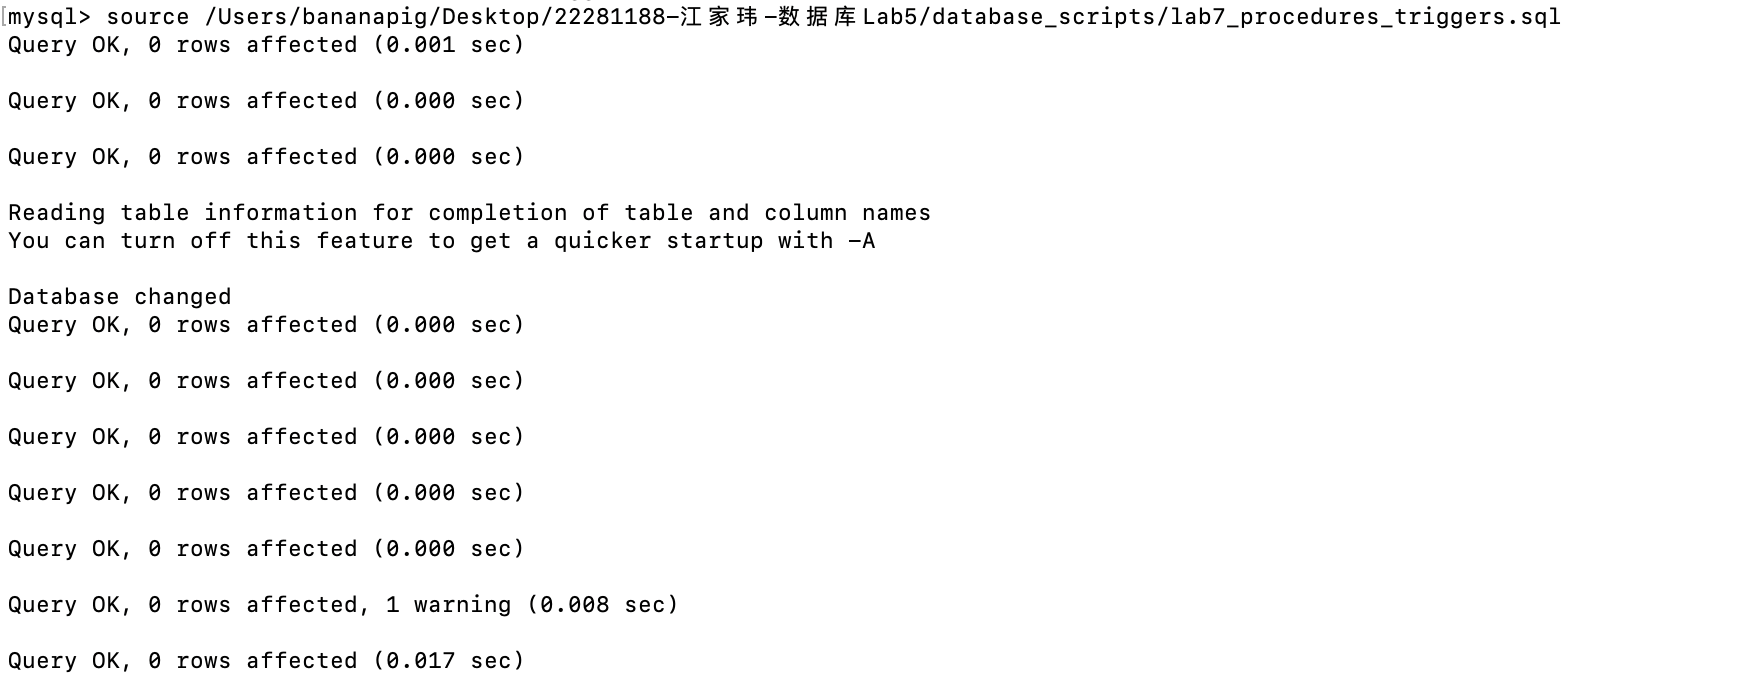 [mysql> source /Users/bananapig/Desktop/22281188-江家玮-数据库Lab5/database_scripts/lab7_procedures_triggers.sql
Query OK, 0 rows affected (0.001 sec)
Query OK, 0 rows affected (0.000 sec)
Query OK, 0 rows affected (0.000 sec)
Reading table information for completion of table and column names
You can turn off this feature to get a quicker startup with -A
Database changed
Query OK, 0 rows affected (0.000 sec)
Query OK, 0 rows affected (0.000 sec)
Query OK, 0 rows affected (0.000 sec)
Query OK, 0 rows affected (0.000 sec)
Query OK, 0 rows affected (0.000 sec)
Query OK, 0 rows affected, 1 warning (0.008 sec)
Query OK, 0 rows affected (0.017 sec)